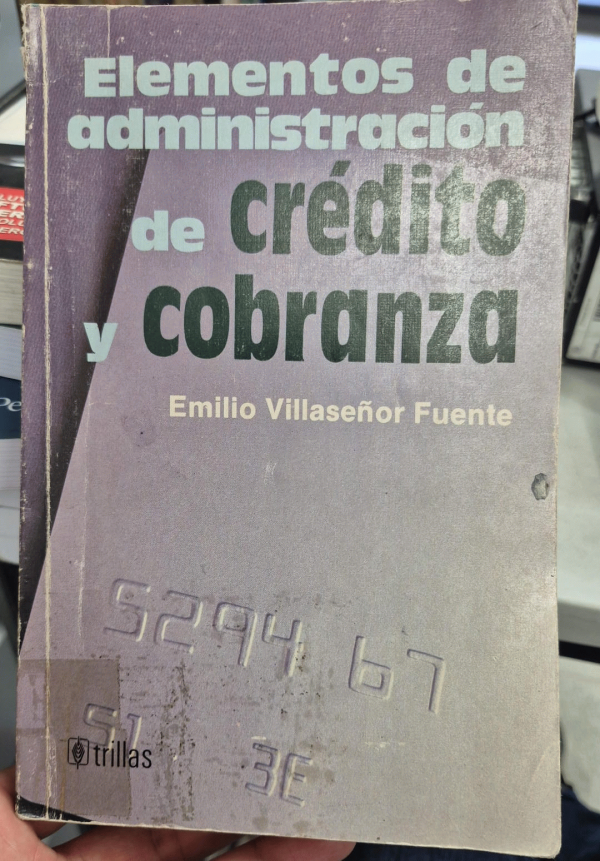 Elementos de
administración
de crédito
y cobranza
Emilio Villaseñor Fuente
5294 67
51 3E
trillas